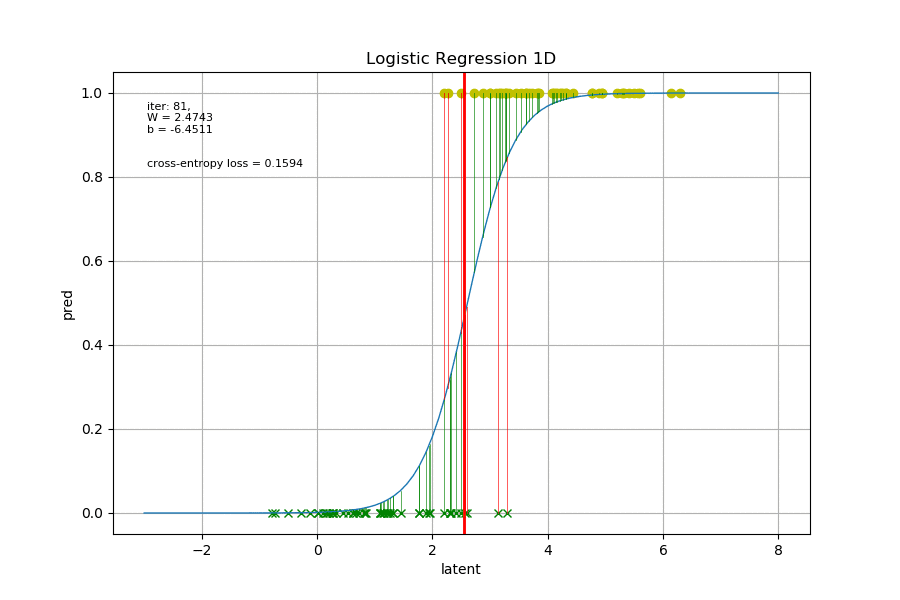 Logistic Regression 1D
iter: 81,
W = 2.4743
b = -6.4511
cross-entropy loss = 0.1594
1.0
0.8
0.6
0.4
0.2
0.0
pred
−2
0
2
4
6
8
latent